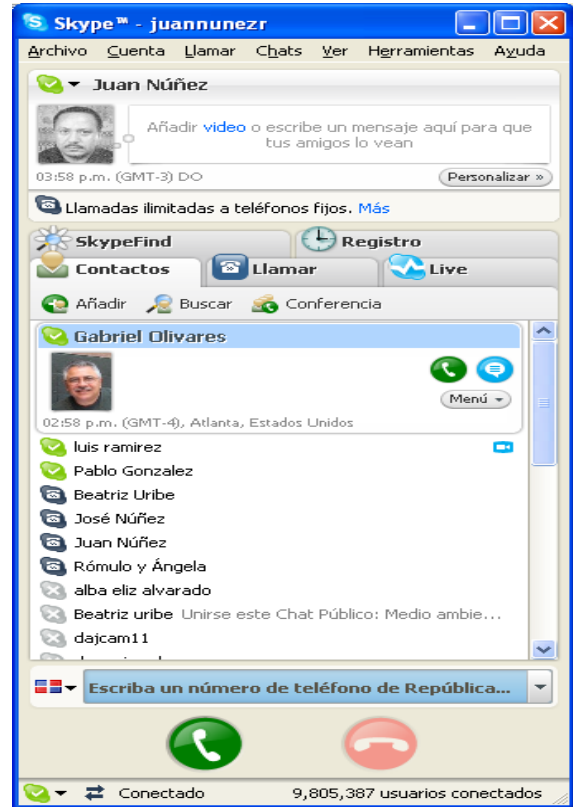 Skype™ - juannunezr
Archivo Cuenta Llamar Chats Ver Herramientas Ayuda
Juan Núñez
Añadir video o escribe un mensaje aquí para que
tus amigos lo vean
03:58 p.m. (GMT-3) DO
Personalizar »
Llamadas ilimitadas a teléfonos fijos. Más
SkypeFind Registro
Contactos Llamar Live
Añadir Buscar Conferencia
Gabriel Olivares
Menú
02:58 p.m. (GMT-4), Atlanta, Estados Unidos
luis ramirez
Pablo Gonzalez
Beatriz Uribe
José Núñez
Juan Núñez
Rómulo y Ángela
alba eliz alvarado
Beatriz uribe Unirse este Chat Público: Medio ambie...
dajcam11
Escriba un número de teléfono de República...
Conectado 9,805,387 usuarios conectados